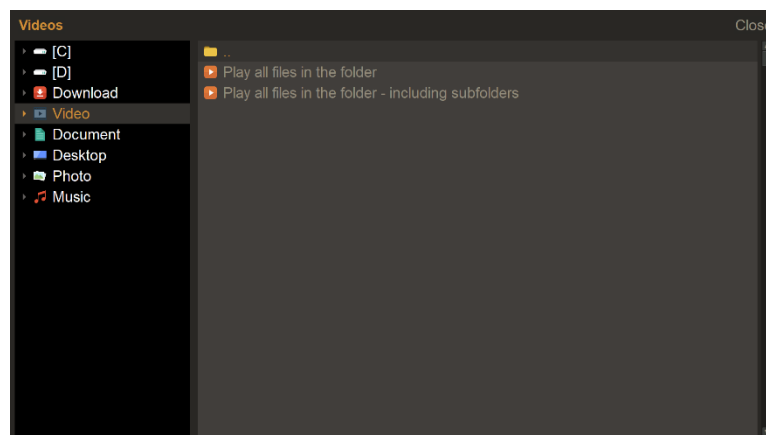 Videos
Close
[C]
[D]
Download
Video
Document
Desktop
Photo
Music
..
Play all files in the folder
Play all files in the folder - including subfolders